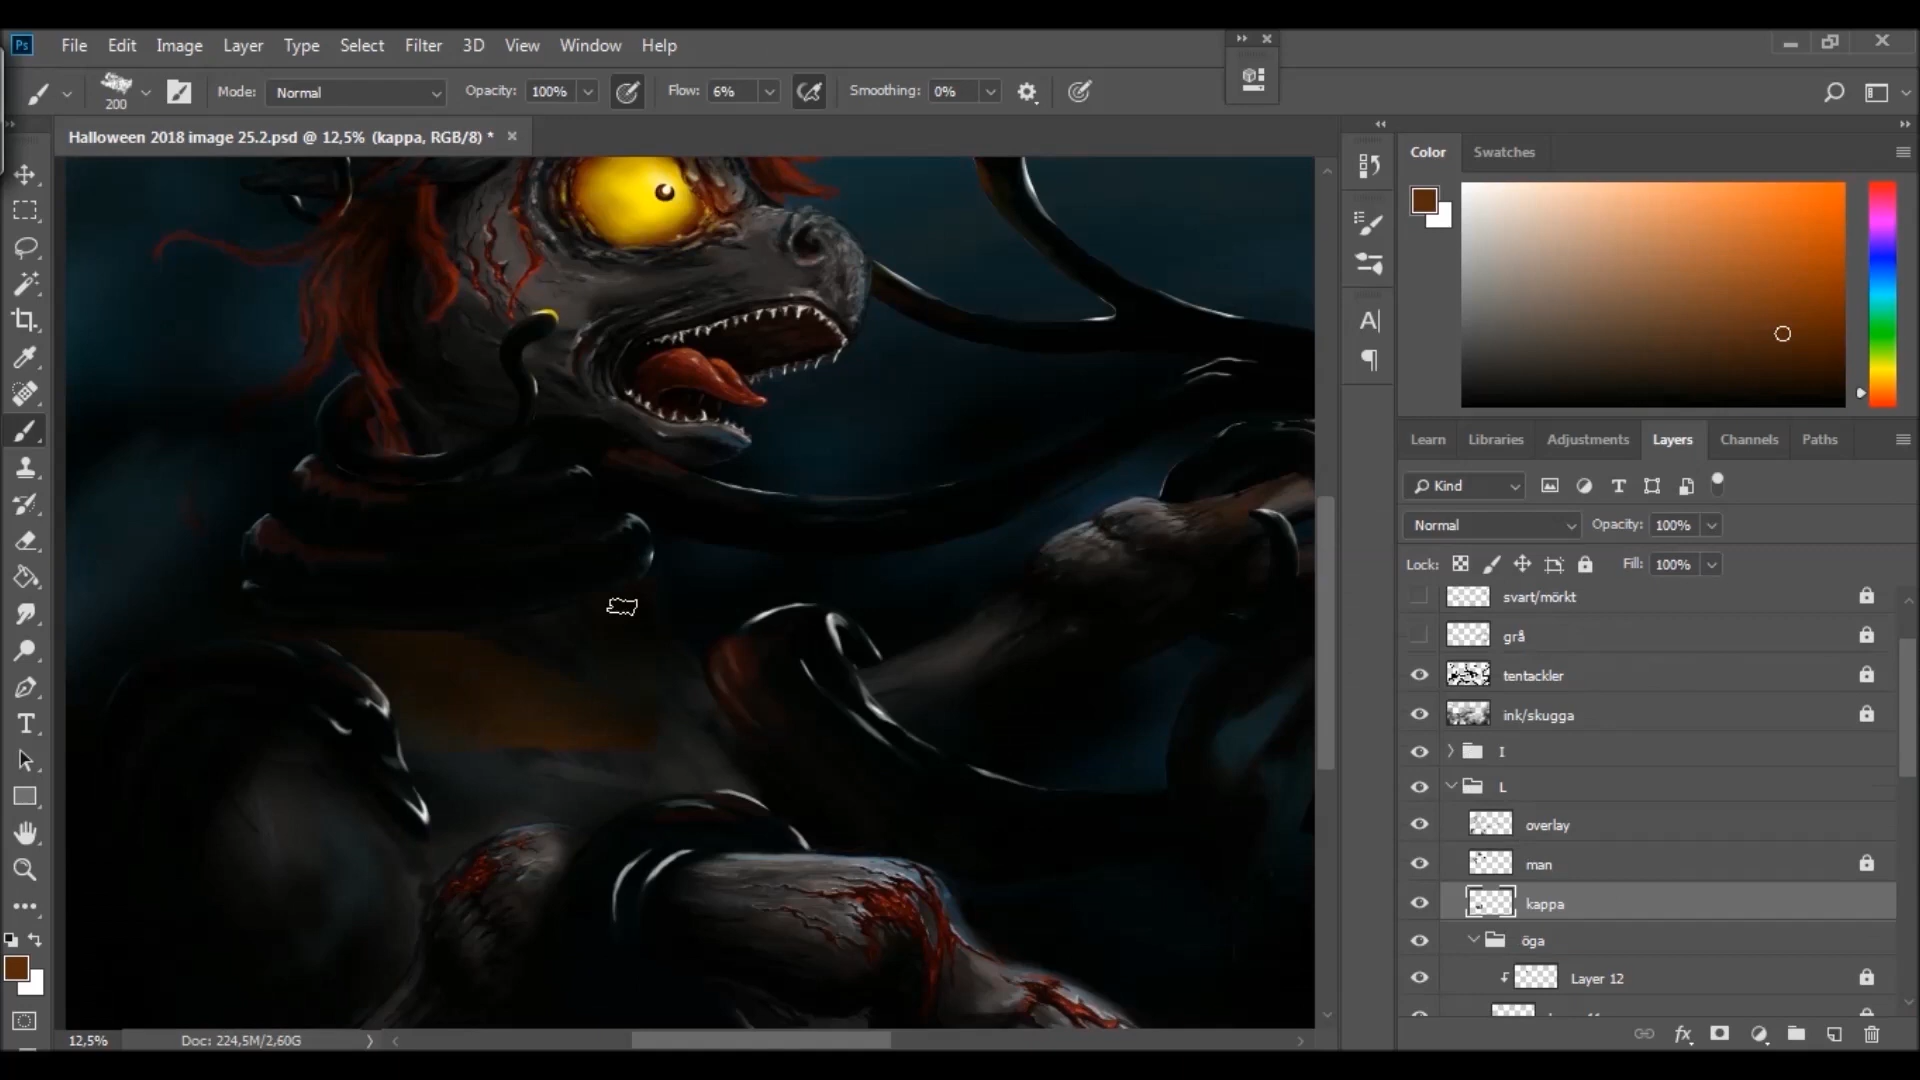 Ps File Edit Image Layer Type Select Filter 3D View Window Help
200 Mode: Normal Opacity: 100% Flow: 6% Smoothing: 0%
Halloween 2018 image 25.2.psd @ 12,5% (kappa, RGB/8) *
Color Swatches
Learn Libraries Adjustments Layers Channels Paths
Kind
Normal Opacity: 100%
Lock: Fill: 100%
svart/mörkt
grå
tentackler
ink/skugga
I
L
overlay
man
kappa
öga
Layer 12
12,5% Doc: 224,5M/2,60G